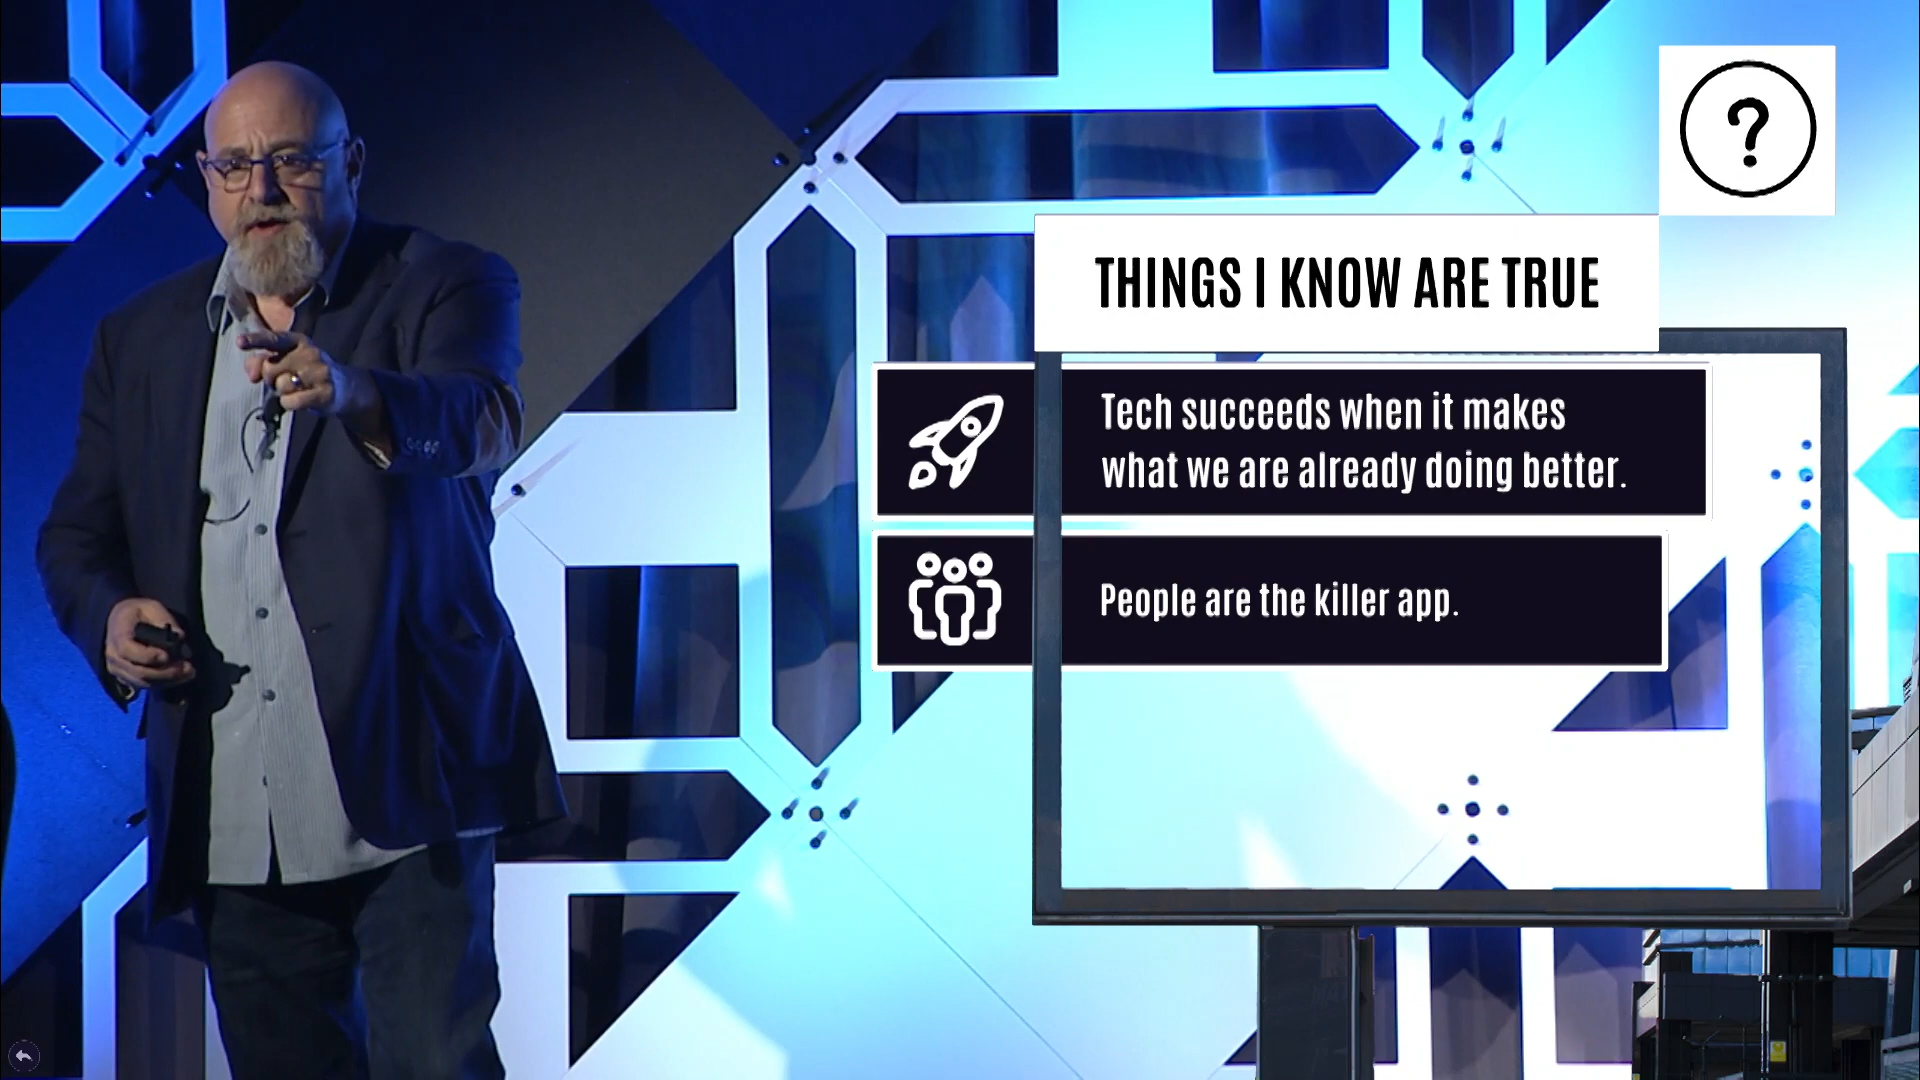 ?
THINGS I KNOW ARE TRUE
Tech succeeds when it makes
what we are already doing better.
People are the killer app.